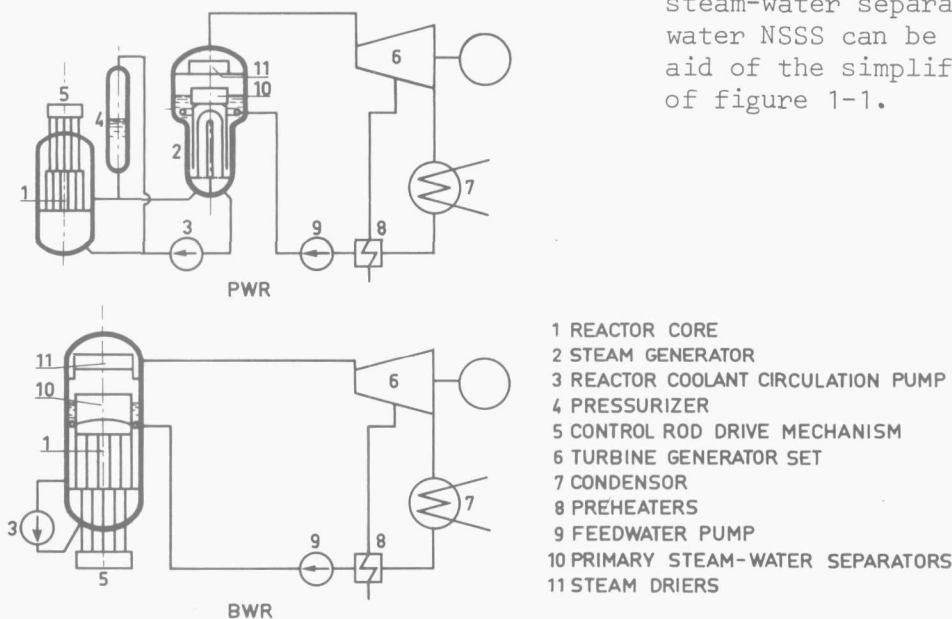 steam-water separa
water NSSS can be
aid of the simplif
of figure 1-1.
11
10
6
5
4
2
1
7
3
9
8
PWR
11
10
6
1
7
3
9
8
5
BWR
1 REACTOR CORE
2 STEAM GENERATOR
3 REACTOR COOLANT CIRCULATION PUMP
4 PRESSURIZER
5 CONTROL ROD DRIVE MECHANISM
6 TURBINE GENERATOR SET
7 CONDENSOR
8 PREHEATERS
9 FEEDWATER PUMP
10 PRIMARY STEAM-WATER SEPARATORS
11 STEAM DRIERS